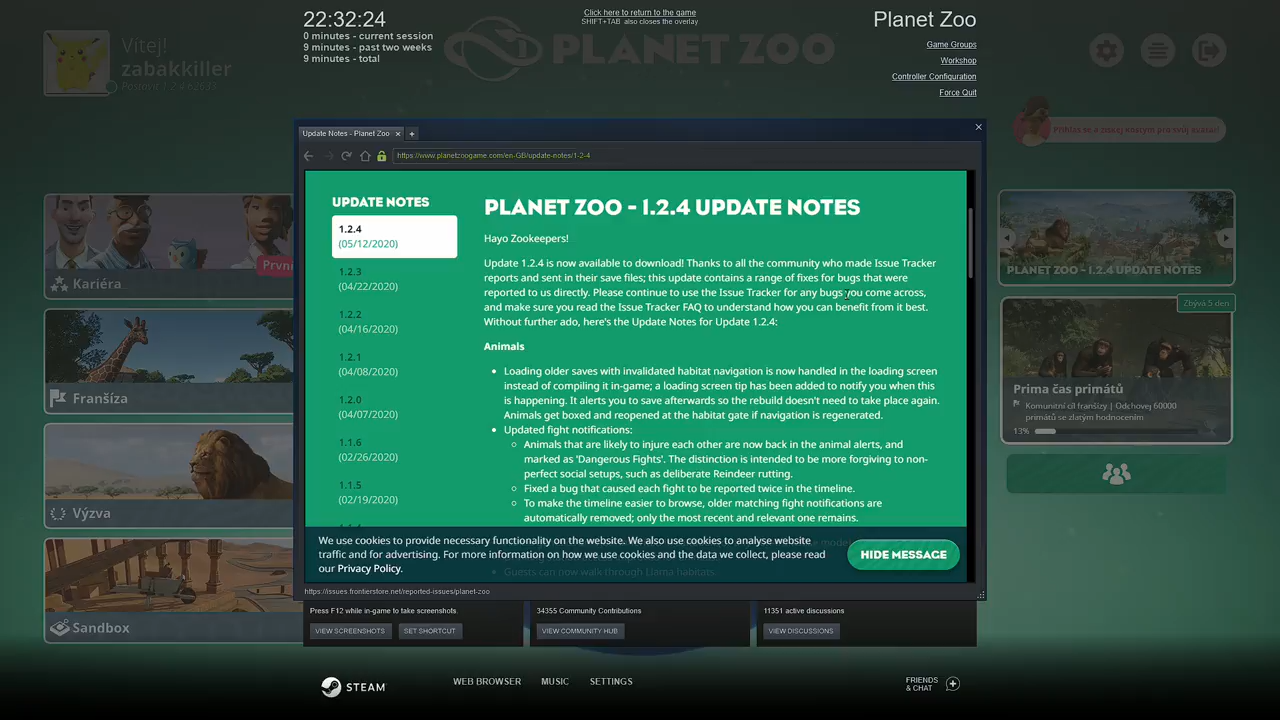 22:32:24
0 minutes - current session
9 minutes - past two weeks
9 minutes - total
Click here to return to the game
SHIFT+TAB also closes the overlay
Planet Zoo
Game Groups
Workshop
Controller Configuration
Force Quit
Vítej!
zabakkiller
PLANET ZOO
Update Notes - Planet Zoo
https://www.planetzoogame.com/en-GB/update-notes/1-2-4
UPDATE NOTES
1.2.4
(05/12/2020)
1.2.3
(04/22/2020)
1.2.2
(04/16/2020)
1.2.1
(04/08/2020)
1.2.0
(04/07/2020)
1.1.6
(02/26/2020)
1.1.5
(02/19/2020)
PLANET ZOO - 1.2.4 UPDATE NOTES
Hayo Zookeepers!
Update 1.2.4 is now available to download! Thanks to all the community who made Issue Tracker
reports and sent in their save files; this update contains a range of fixes for bugs that were
reported to us directly. Please continue to use the Issue Tracker for any bugs you come across,
and make sure you read the Issue Tracker FAQ to understand how you can benefit from it best.
Without further ado, here's the Update Notes for Update 1.2.4:
Animals
• Loading older saves with invalidated habitat navigation is now handled in the loading screen
instead of compiling it in-game; a loading screen tip has been added to notify you when this
is happening. It alerts you to save afterwards so the rebuild doesn't need to take place again.
Animals get boxed and reopened at the habitat gate if navigation is regenerated.
• Updated fight notifications:
○ Animals that are likely to injure each other are now back in the animal alerts, and
marked as 'Dangerous Fights'. The distinction is intended to be more forgiving to non-
perfect social setups, such as deliberate Reindeer rutting.
○ Fixed a bug that caused each fight to be reported twice in the timeline.
○ To make the timeline easier to browse, older matching fight notifications are
automatically removed; only the most recent and relevant one remains.
Guests can now walk through Llama habitats.
We use cookies to provide necessary functionality on the website. We also use cookies to analyse website
traffic and for advertising. For more information on how we use cookies and the data we collect, please read
our Privacy Policy.
HIDE MESSAGE
https://issues.frontierstore.net/reported-issues/planet-zoo
Kariéra
První
Franšíza
Výzva
Sandbox
Přihlas se a získej klaťým pro svůj avatar!
PLANET ZOO - 1.2.4 UPDATE NOTES
Zbývá 5 den
Prima čas primátů
Komunitní cíl franšízy | Odchovej 60000
primátů se zlatým hodnocením
13%
Press F12 while in-game to take screenshots
VIEW SCREENSHOTS
SET SHORTCUT
34355 Community Contributions
VIEW COMMUNITY HUB
11351 active discussions
VIEW DISCUSSIONS
STEAM
WEB BROWSER
MUSIC
SETTINGS
FRIENDS
& CHAT